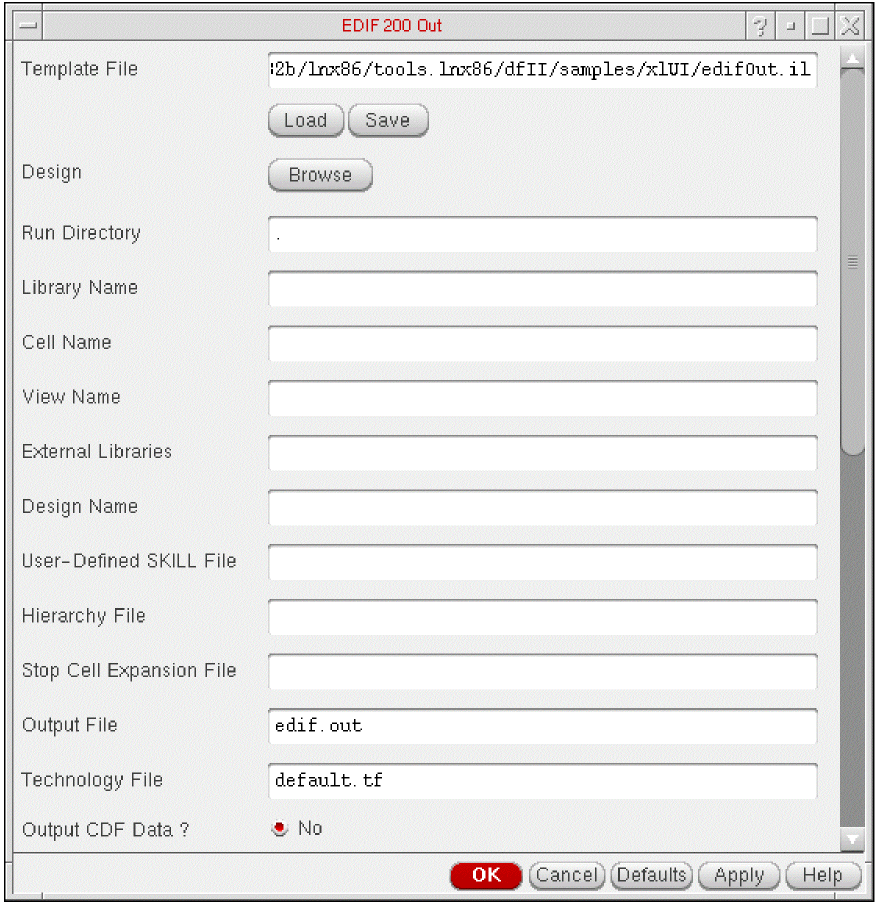 EDIF 200 Out
?
Template File
2b/lnx86/tools.lnx86/dfII/samples/xlUI/edifOut.il
Load Save
Design
Browse
Run Directory
.
Library Name
Cell Name
View Name
External Libraries
Design Name
User-Defined SKILL File
Hierarchy File
Stop Cell Expansion File
Output File
edif.out
Technology File
default.tf
Output CDF Data ?
No
OK Cancel Defaults Apply Help